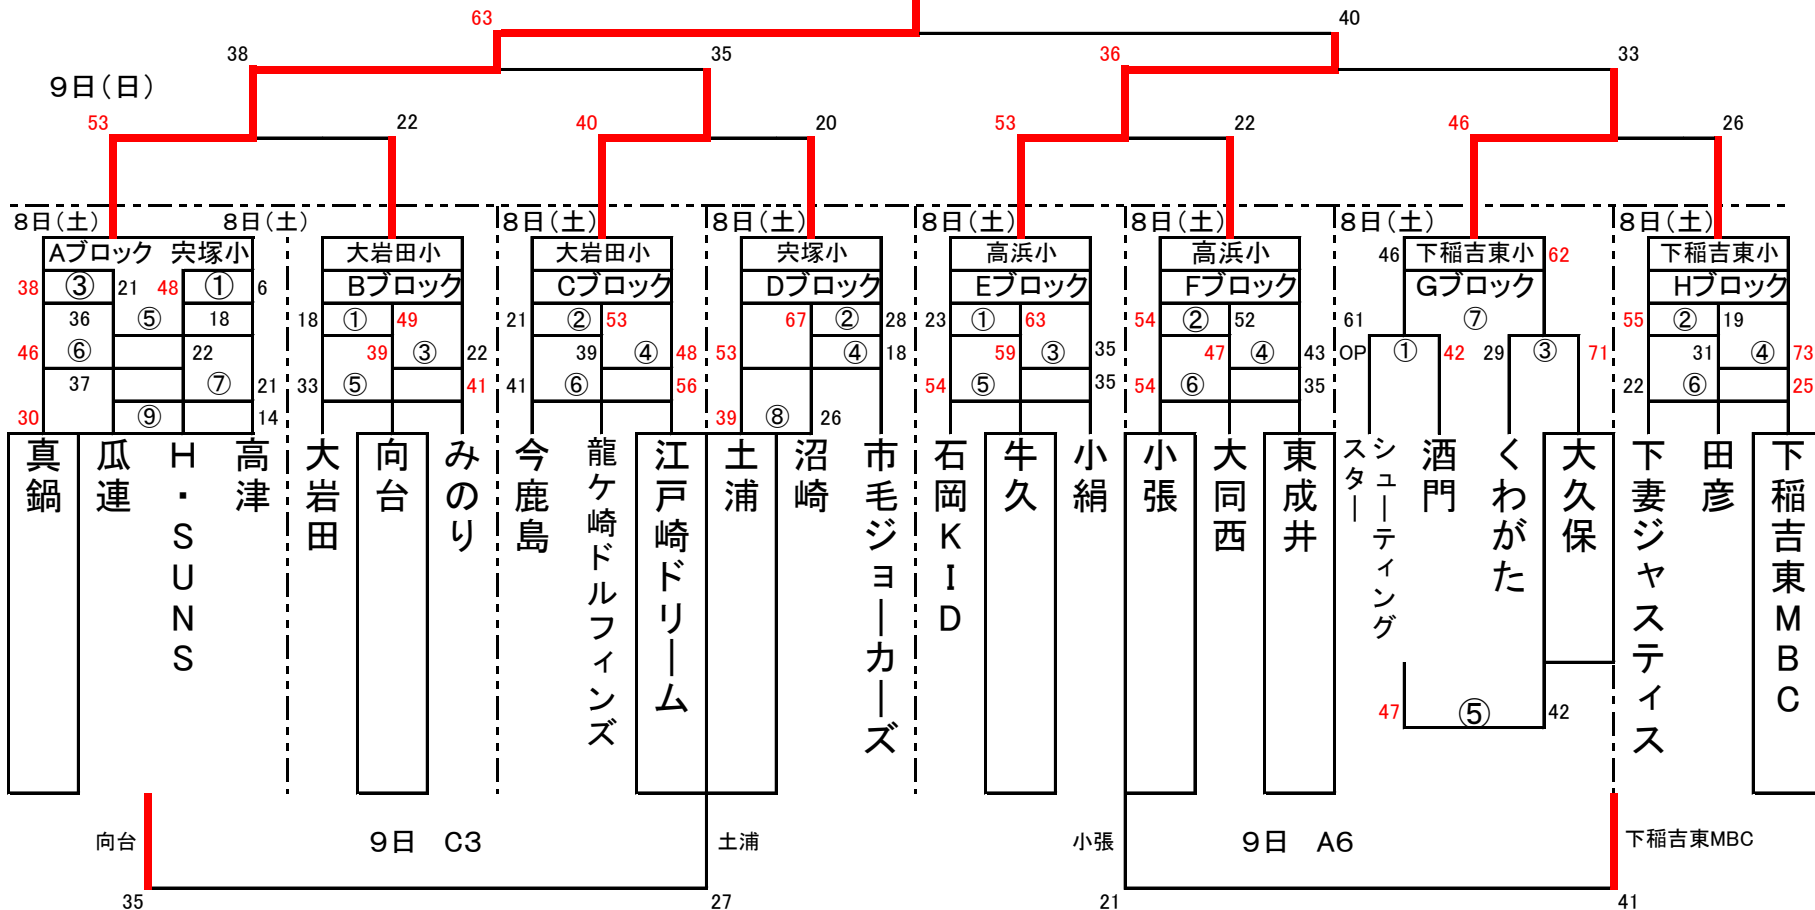 63 40
38 35 36 33
9日(日)
53 22 40 20 53 22 46 26
8日(土) 8日(土) 8日(土) 8日(土) 8日(土) 8日(土) 8日(土) 8日(土)
Aブロック 宍塚小 大岩田小 大岩田小 宍塚小 高浜小 高浜小 46 下稲吉東小 62 下稲吉東小
38 ③ 21 48 ① 6 Bブロック Cブロック Dブロック Eブロック Fブロック Gブロック Hブロック
36 ⑤ 18 18 ① 49 21 ② 53 67 ② 28 23 ① 63 54 ② 52 61 ⑦ 55 ② 19
46 ⑥ 22 39 ③ 22 39 ④ 48 53 ④ 18 59 ③ 35 47 ④ 43 OP ① 42 29 ③ 71 31 ④ 73
37 ⑦ 21 33 ⑤ 41 41 ⑥ 56 54 ⑤ 35 54 ⑥ 35 22 ⑥ 25
30 ⑨ 14 39 ⑧ 26
真鍋
瓜連
H・SUNS
高津
大岩田
向台
みのり
今鹿島
龍ケ崎ドルフィンズ
江戸崎ドリーム
土浦
沼崎
市毛ジョーカーズ
石岡KID
牛久
小絹
小張
大同西
東成井
シューティング
スター
酒門
くわがた
大久保
下妻ジャスティス
田彦
下稲吉東MBC
47 ⑤ 42
向台 9日 C3 土浦 小張 9日 A6 下稲吉東MBC
35 27 21 41